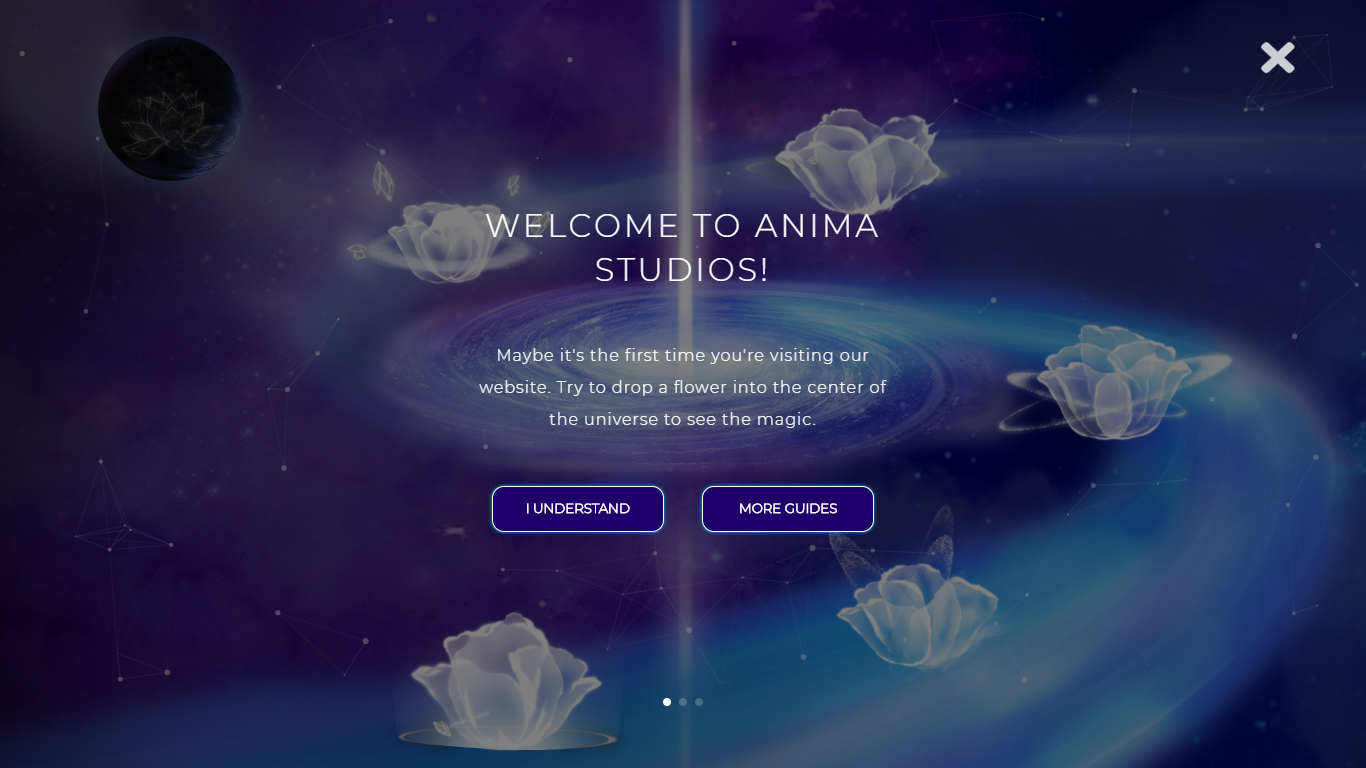 WELCOME TO ANIMA
STUDIOS!
Maybe it's the first time you're visiting our
website. Try to drop a flower into the center of
the universe to see the magic.
I UNDERSTAND
MORE GUIDES